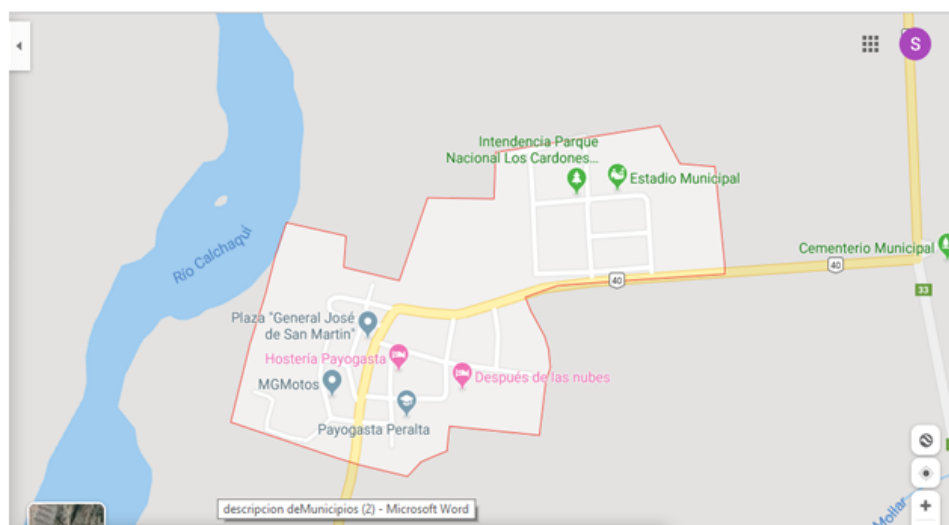 S
Intendencia Parque
Nacional Los Cardones...
Estadio Municipal
Río Calchaquí
Cementerio Municipal
40
40
33
Plaza "General José
de San Martin"
Hostería Payogasta
Después de las nubes
MGMotos
Payogasta Peralta
descripcion deMunicipios (2) - Microsoft Word
Mollar